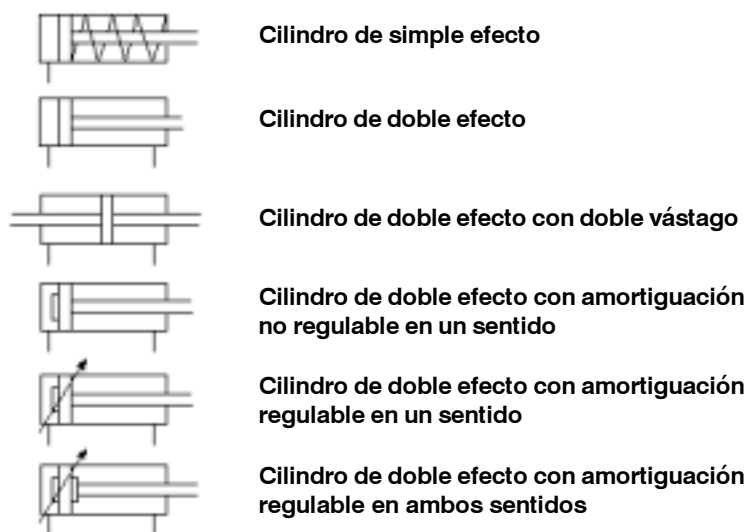 Cilindro de simple efecto
Cilindro de doble efecto
Cilindro de doble efecto con doble vástago
Cilindro de doble efecto con amortiguación
no regulable en un sentido
Cilindro de doble efecto con amortiguación
regulable en un sentido
Cilindro de doble efecto con amortiguación
regulable en ambos sentidos